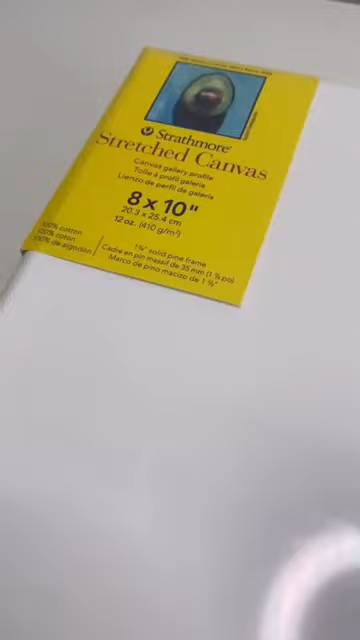 Strathmore®
Stretched Canvas
Canvas gallery profile
Toile à profil galerie
Lienzo de perfil de galería
8 x 10"
20.3 x 25.4 cm
12 oz. (410 g/m²)
100% cotton
100% coton
100% de algodón
1⅜" solid pine frame
Cadre en pin massif de 35 mm (1 ⅜ po)
Marco de pino macizo de 1 ⅜"